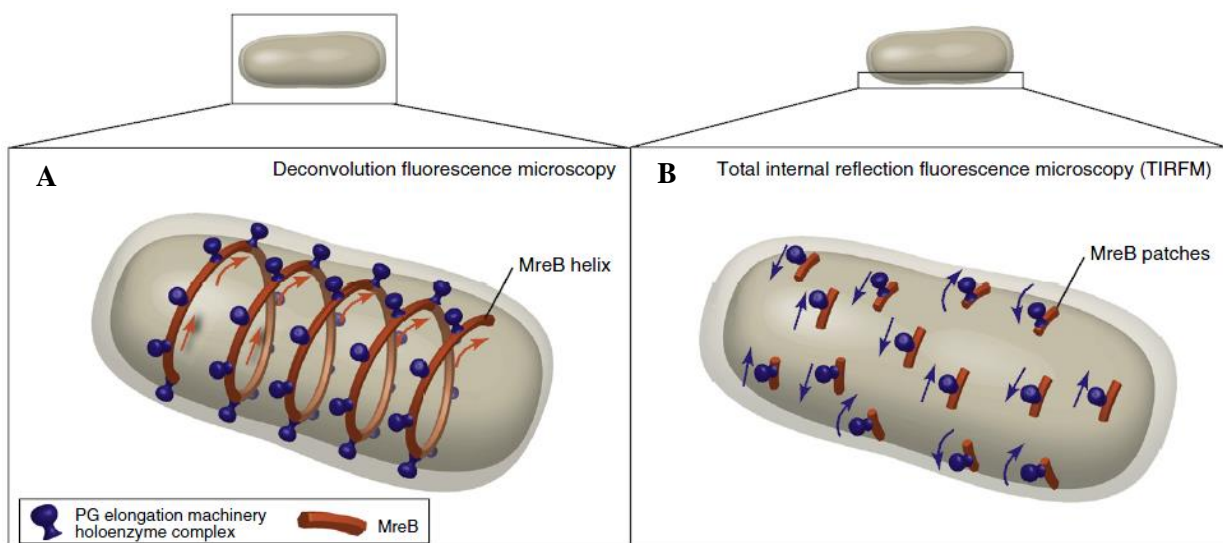 A
Deconvolution fluorescence microscopy
MreB helix
PG elongation machinery
holoenzyme complex
MreB
B
Total internal reflection fluorescence microscopy (TIRFM)
MreB patches